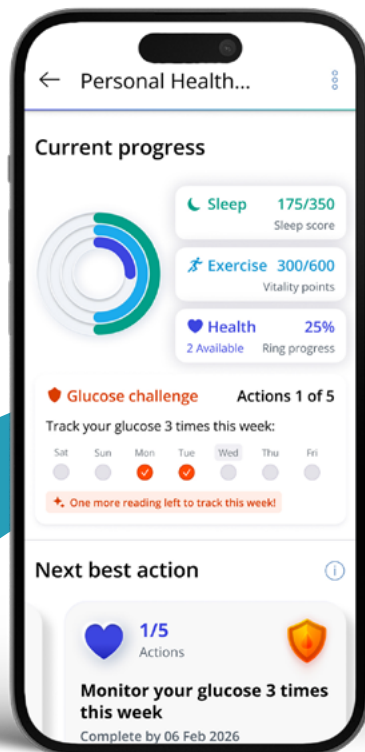 Personal Health...
Current progress
Sleep 175/350
Sleep score
Exercise 300/600
Vitality points
Health 25%
2 Available Ring progress
Glucose challenge Actions 1 of 5
Track your glucose 3 times this week:
Sat Sun Mon Tue Wed Thu Fri
One more reading left to track this week!
Next best action
1/5
Actions
Monitor your glucose 3 times
this week
Complete by 06 Feb 2026